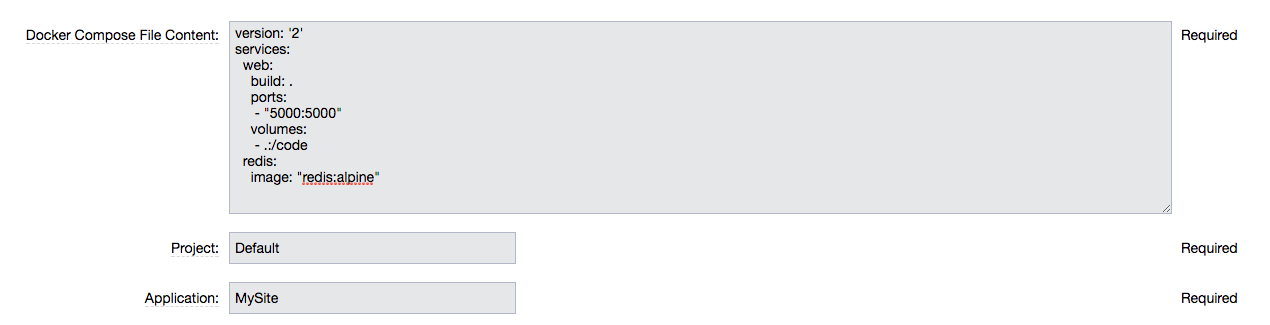 Docker Compose File Content:
version: '2'
services:
  web:
    build: .
    ports:
     - "5000:5000"
    volumes:
     - .:/code
  redis:
    image: "redis:alpine"
Required
Project:
Default
Required
Application:
MySite
Required